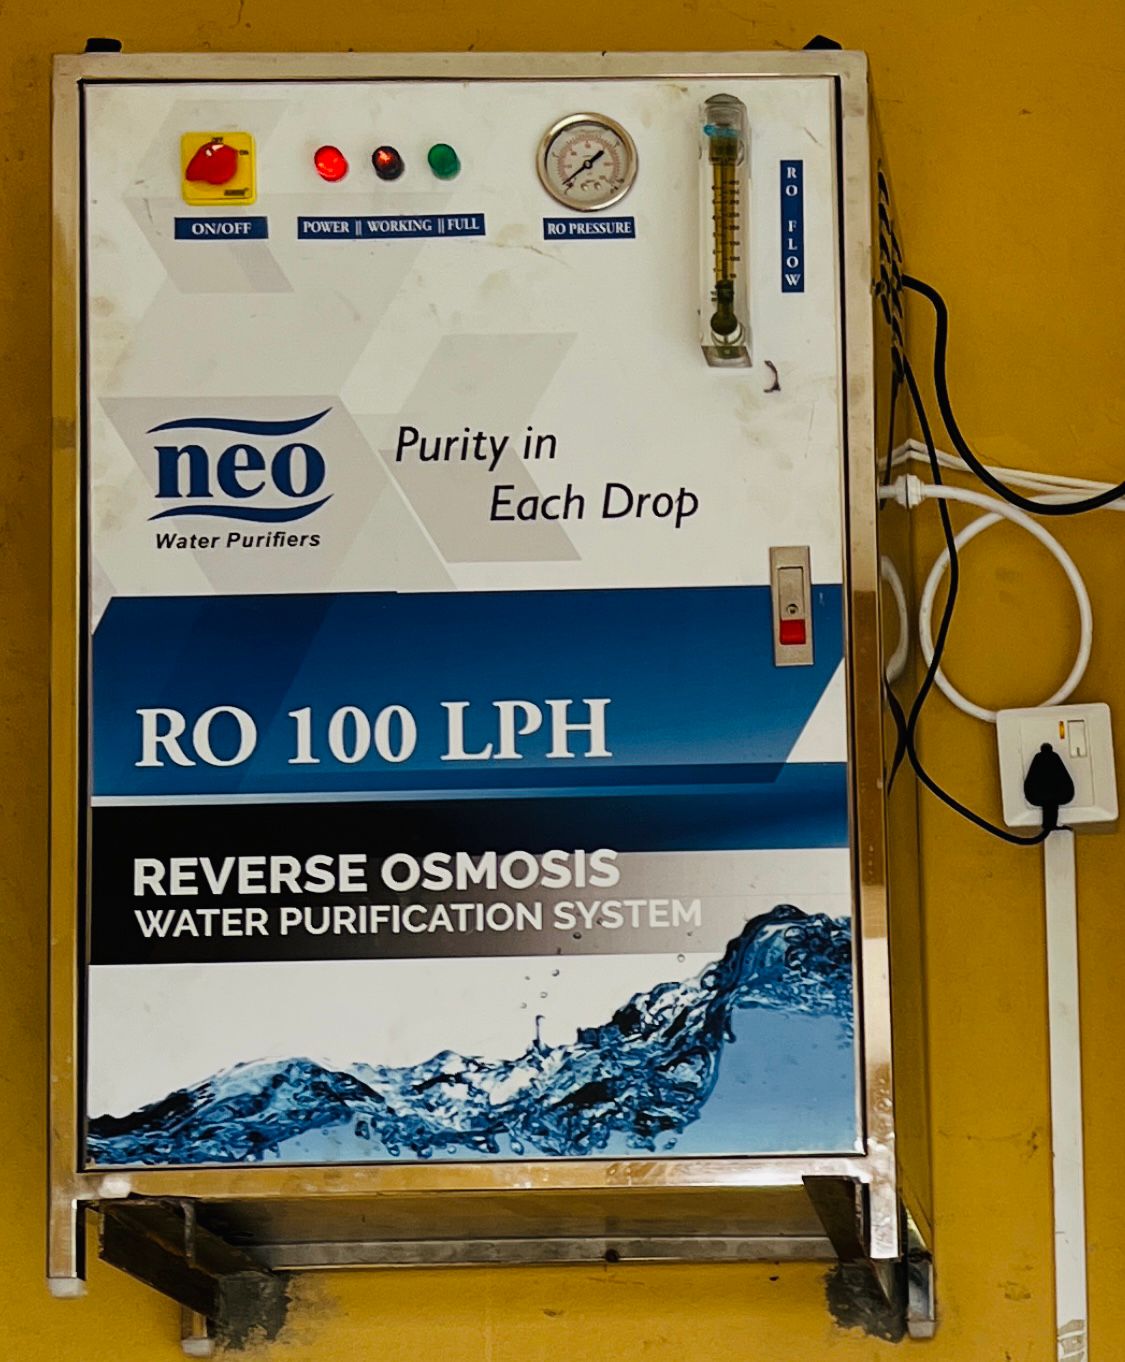 ON/OFF
POWER || WORKING || FULL
RO PRESSURE
RO FLOW
neo
Water Purifiers
Purity in
Each Drop
RO 100 LPH
REVERSE OSMOSIS
WATER PURIFICATION SYSTEM